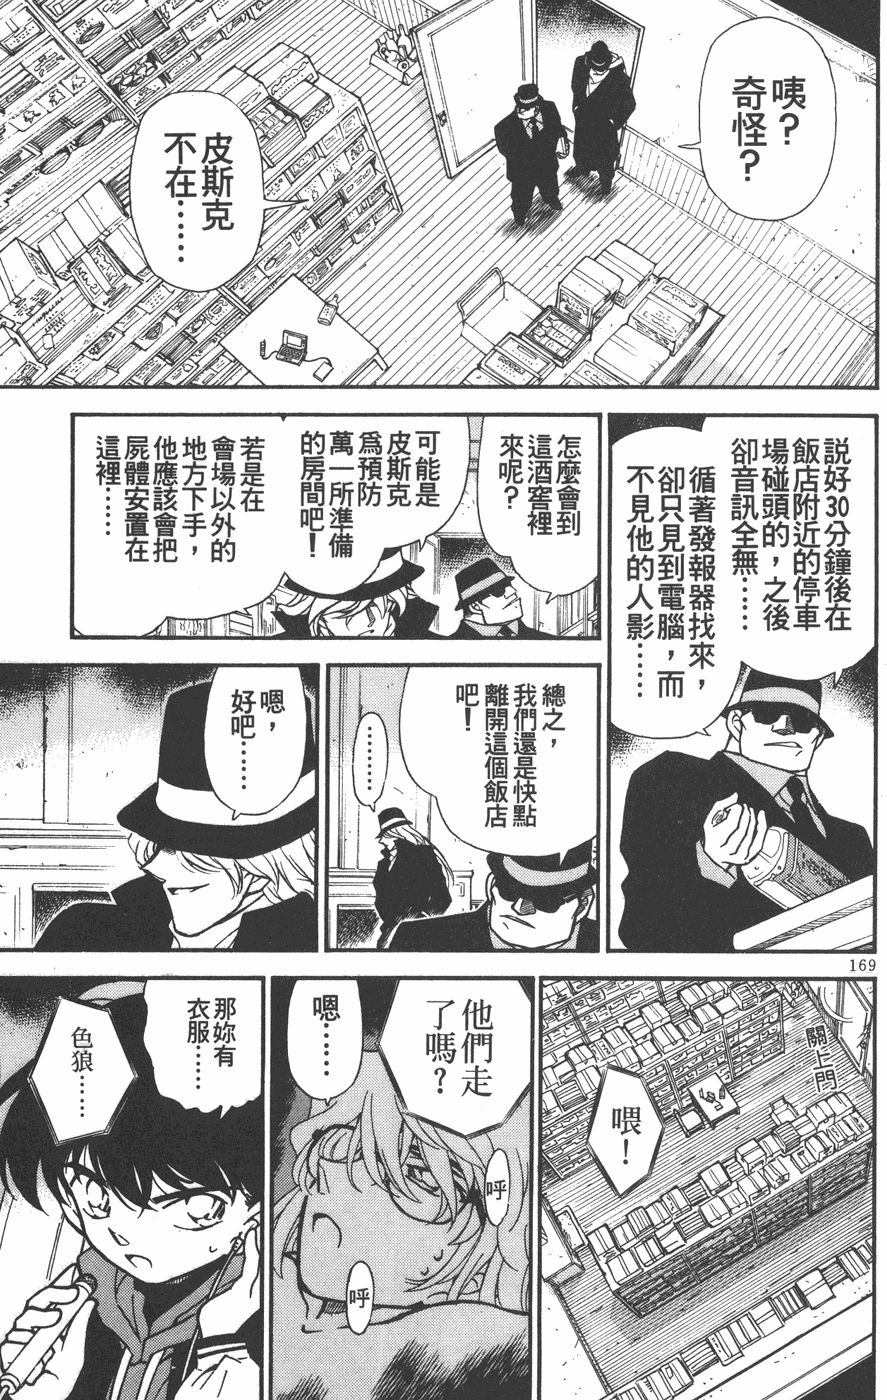 咦？
奇怪？
皮斯克
不在……
說好30分鐘後在
飯店附近的停車
場碰頭的，之後
卻音訊全無……
循著發報器找來，
卻只見到電腦，而
不見他的人影……
怎麼會到
這酒窖裡
來呢？
可能是
皮斯克
為預防
萬一所準備
的房間吧！
若是在
會場以外的
地方下手，
他應該會把
屍體安置在
這裡……
總之，
我們還是快點
離開這個飯店
吧！
……
嗯，
好吧……
169
關上門
喂！
他們走
了嗎？
嗯……
呼
呼
那妳有
衣服……
色狼……